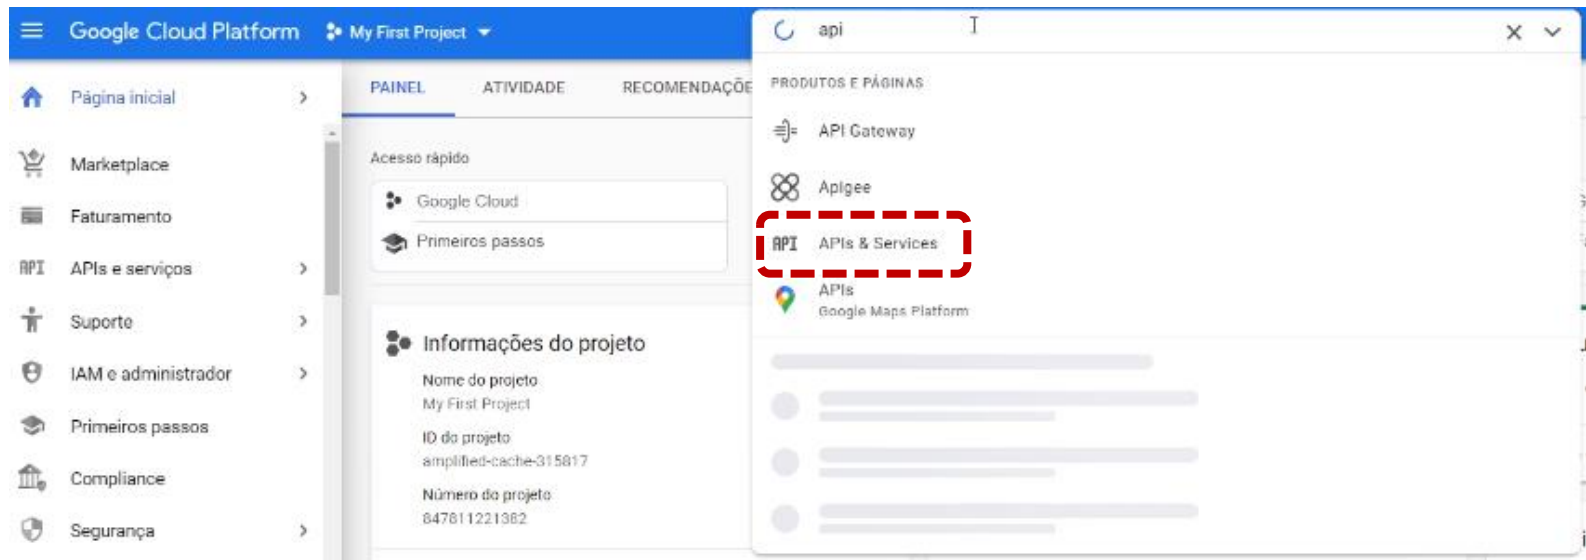 Google Cloud Platform
My First Project
api
Página inicial
Marketplace
Faturamento
API
APIs e serviços
Suporte
IAM e administrador
Primeiros passos
Compliance
Segurança
PAINEL
ATIVIDADE
RECOMENDAÇÕE
Acesso rápido
Google Cloud
Primeiros passos
Informações do projeto
Nome do projeto
My First Project
ID do projeto
amplified-cache-315817
Número do projeto
847811221382
PRODUTOS E PÁGINAS
API Gateway
Apigee
API
APIs & Services
APIs
Google Maps Platform